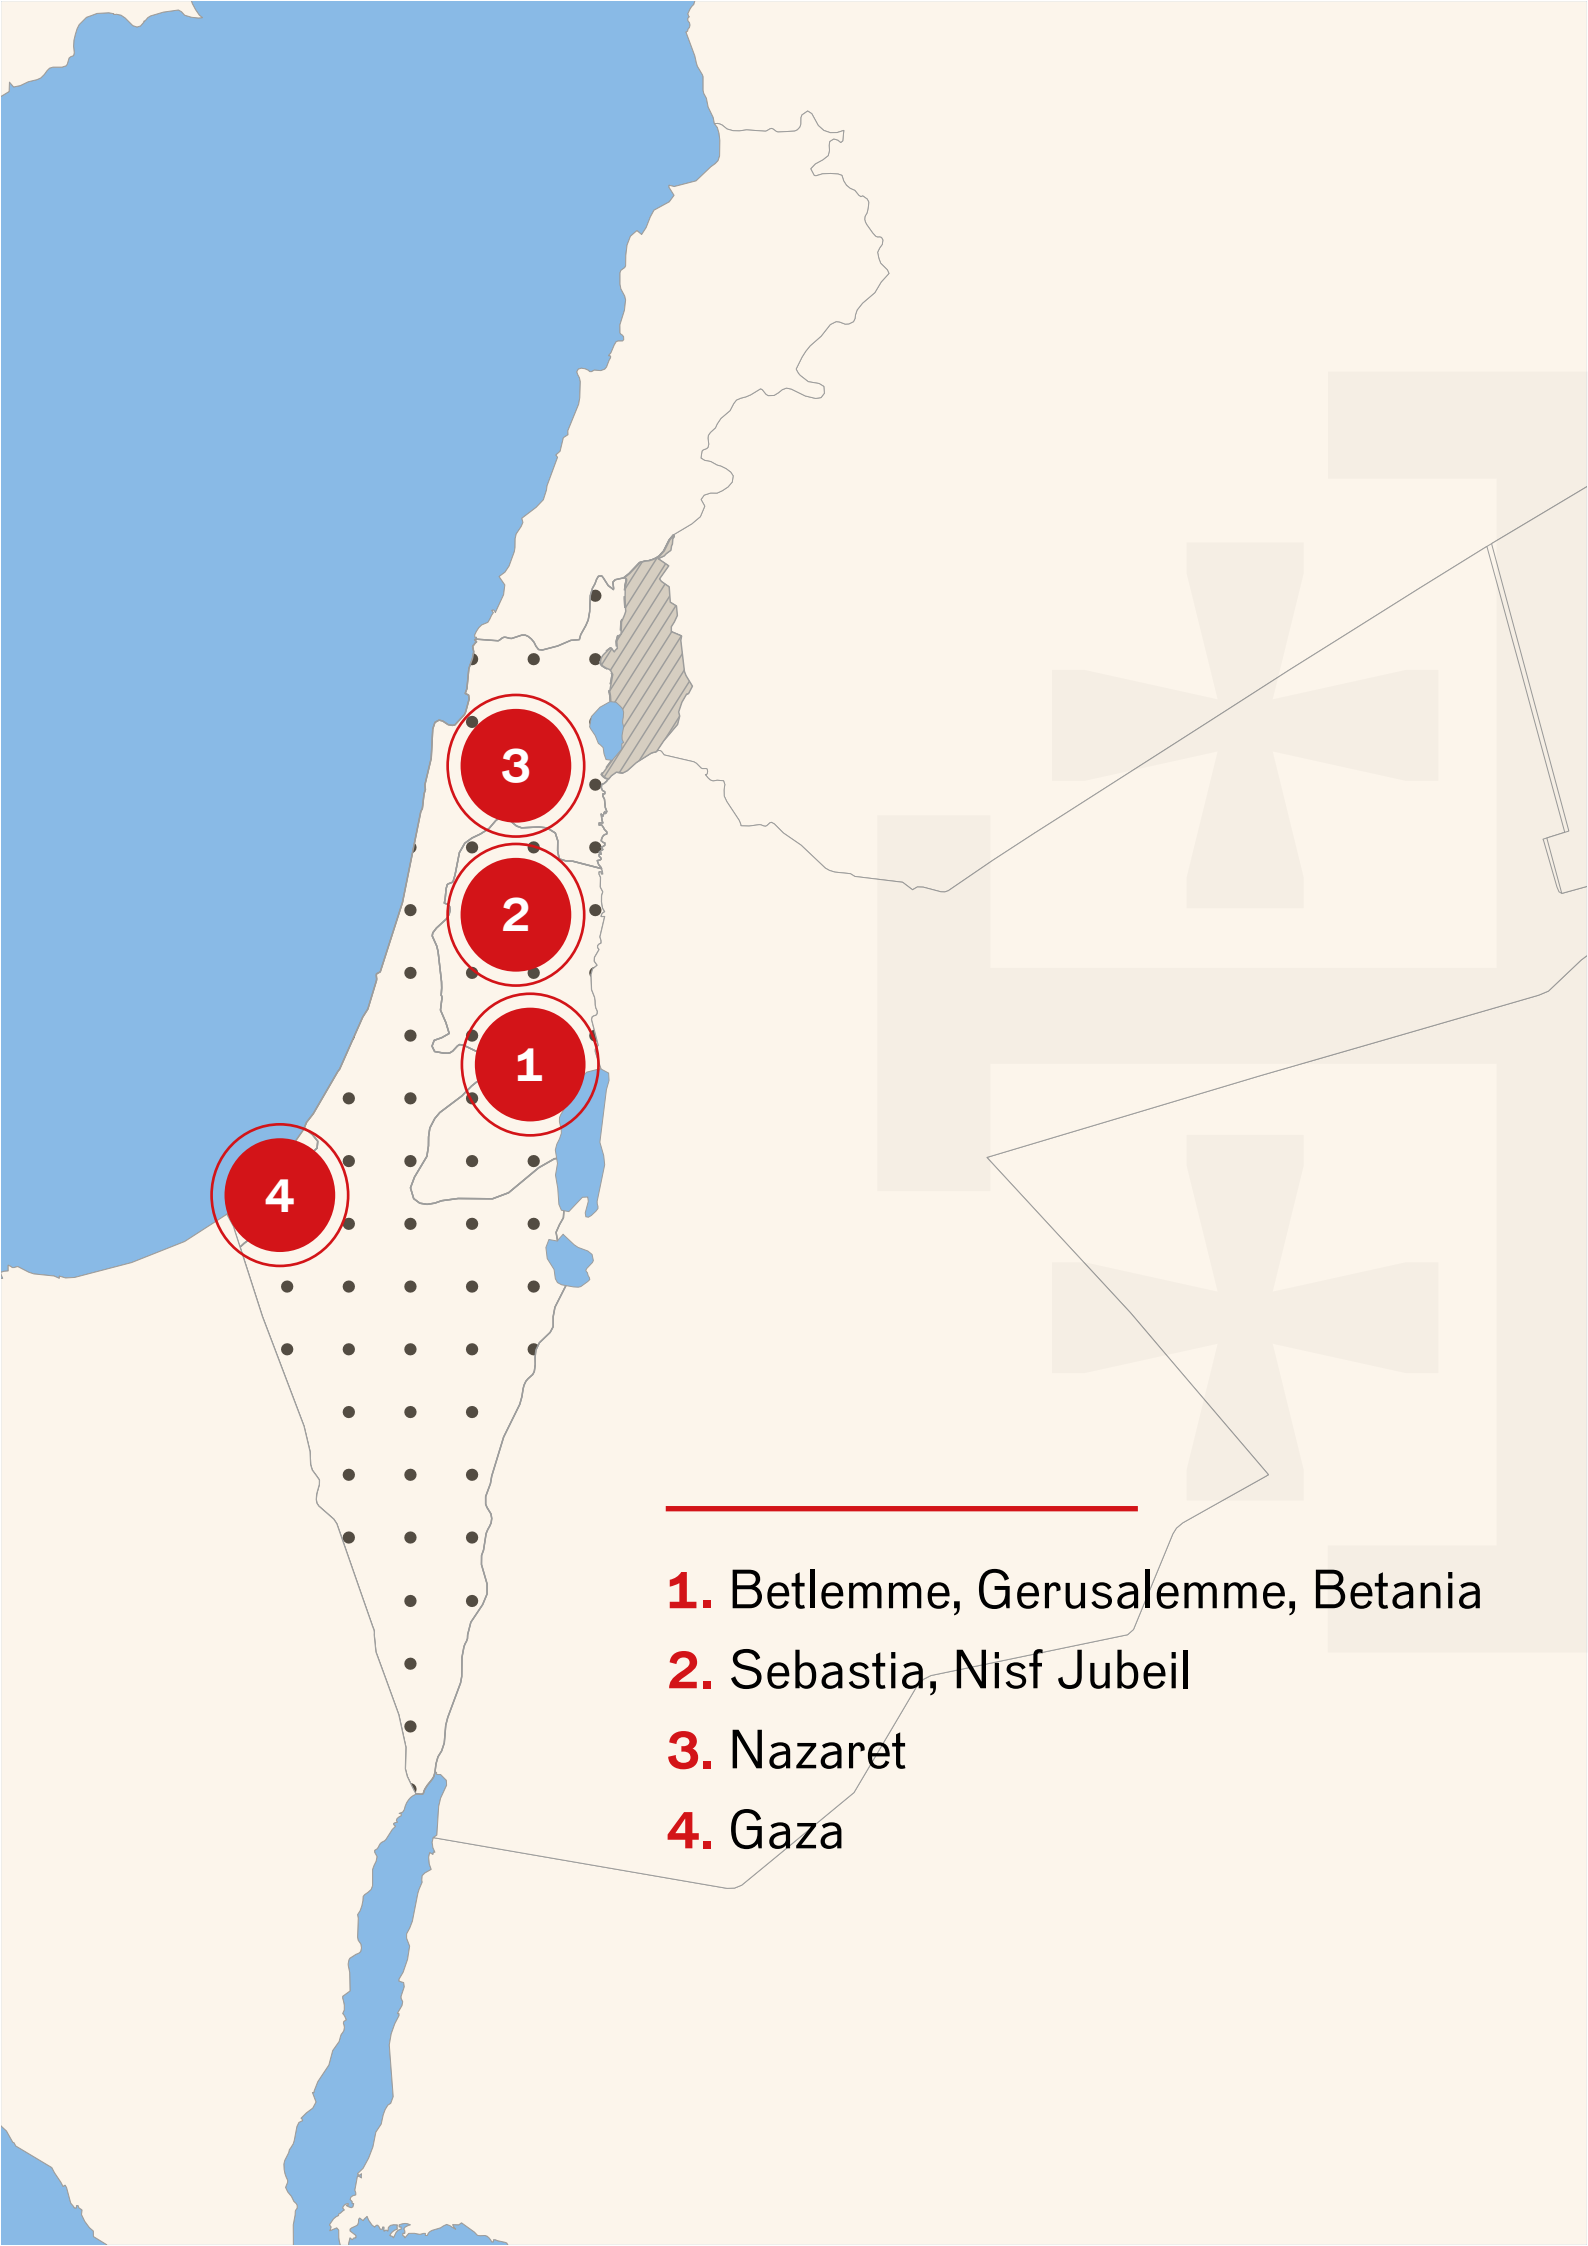 3
2
1
4
1. Betlemme, Gerusalemme, Betania
2. Sebastia, Nisf Jubeil
3. Nazaret
4. Gaza